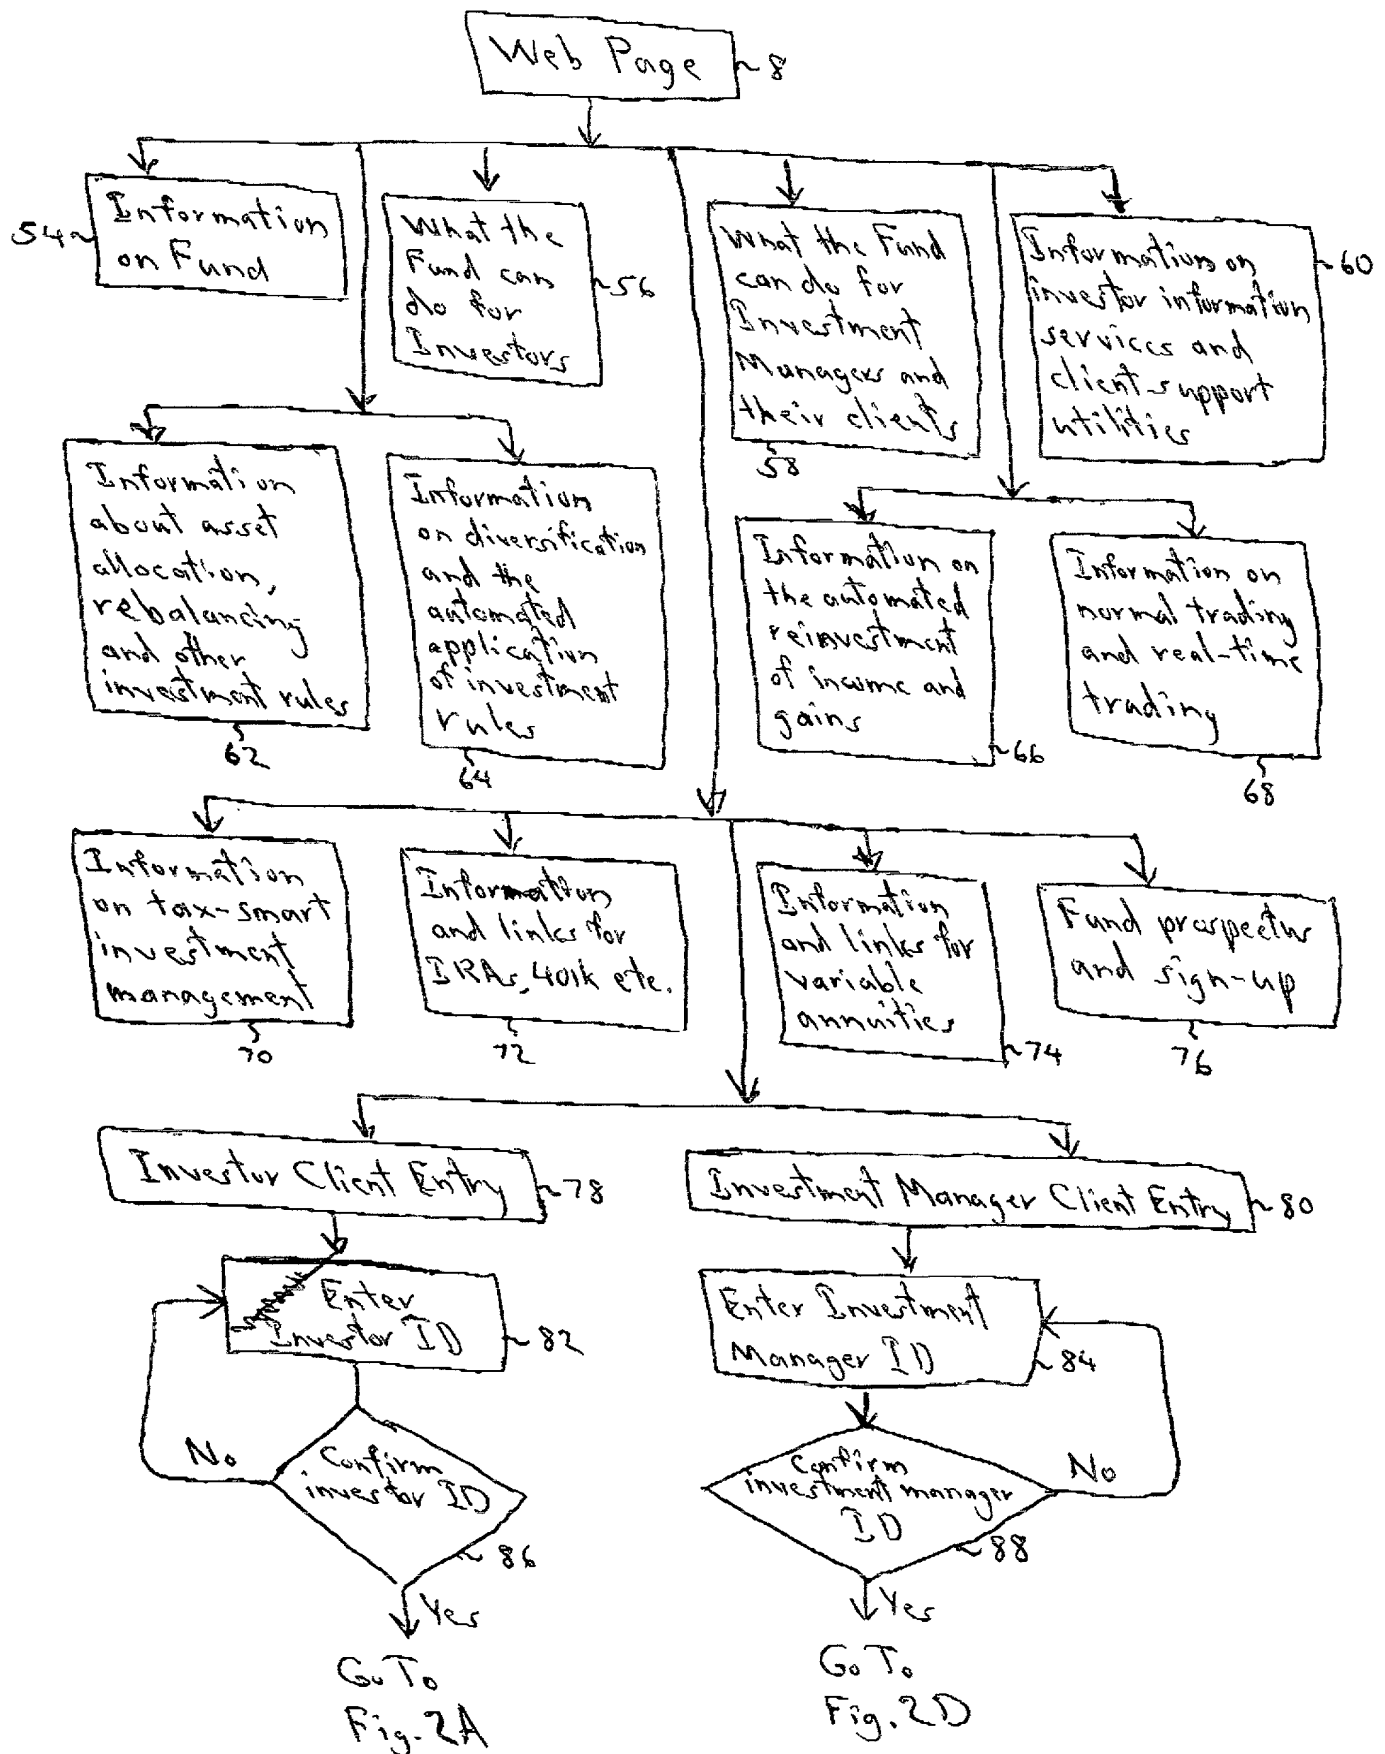 Web Page
8
54
Information
on Fund
What the
Fund can
do for
Investors
56
What the Fund
can do for
Investment
Managers and
their clients
58
Information on
investor information
services and
client-support
utilities
60
Information
about asset
allocation,
rebalancing
and other
investment rules
62
Information
on diversification
and the
automated
application
of investment
rules
64
Information on
the automated
reinvestment
of income and
gains
66
Information on
normal trading
and real-time
trading
68
Information
on tax-smart
investment
management
70
Information
and links for
IRAs, 401k etc.
72
Information
and links for
variable
annuities
74
Fund prospectus
and sign-up
76
Investor Client Entry
78
Investment Manager Client Entry
80
Enter
Investor ID
82
Enter Investment
Manager ID
84
No
Confirm
investor ID
86
Confirm
investment manager
ID
No
88
Yes
Yes
Go To
Fig. 2A
Go To
Fig. 2D